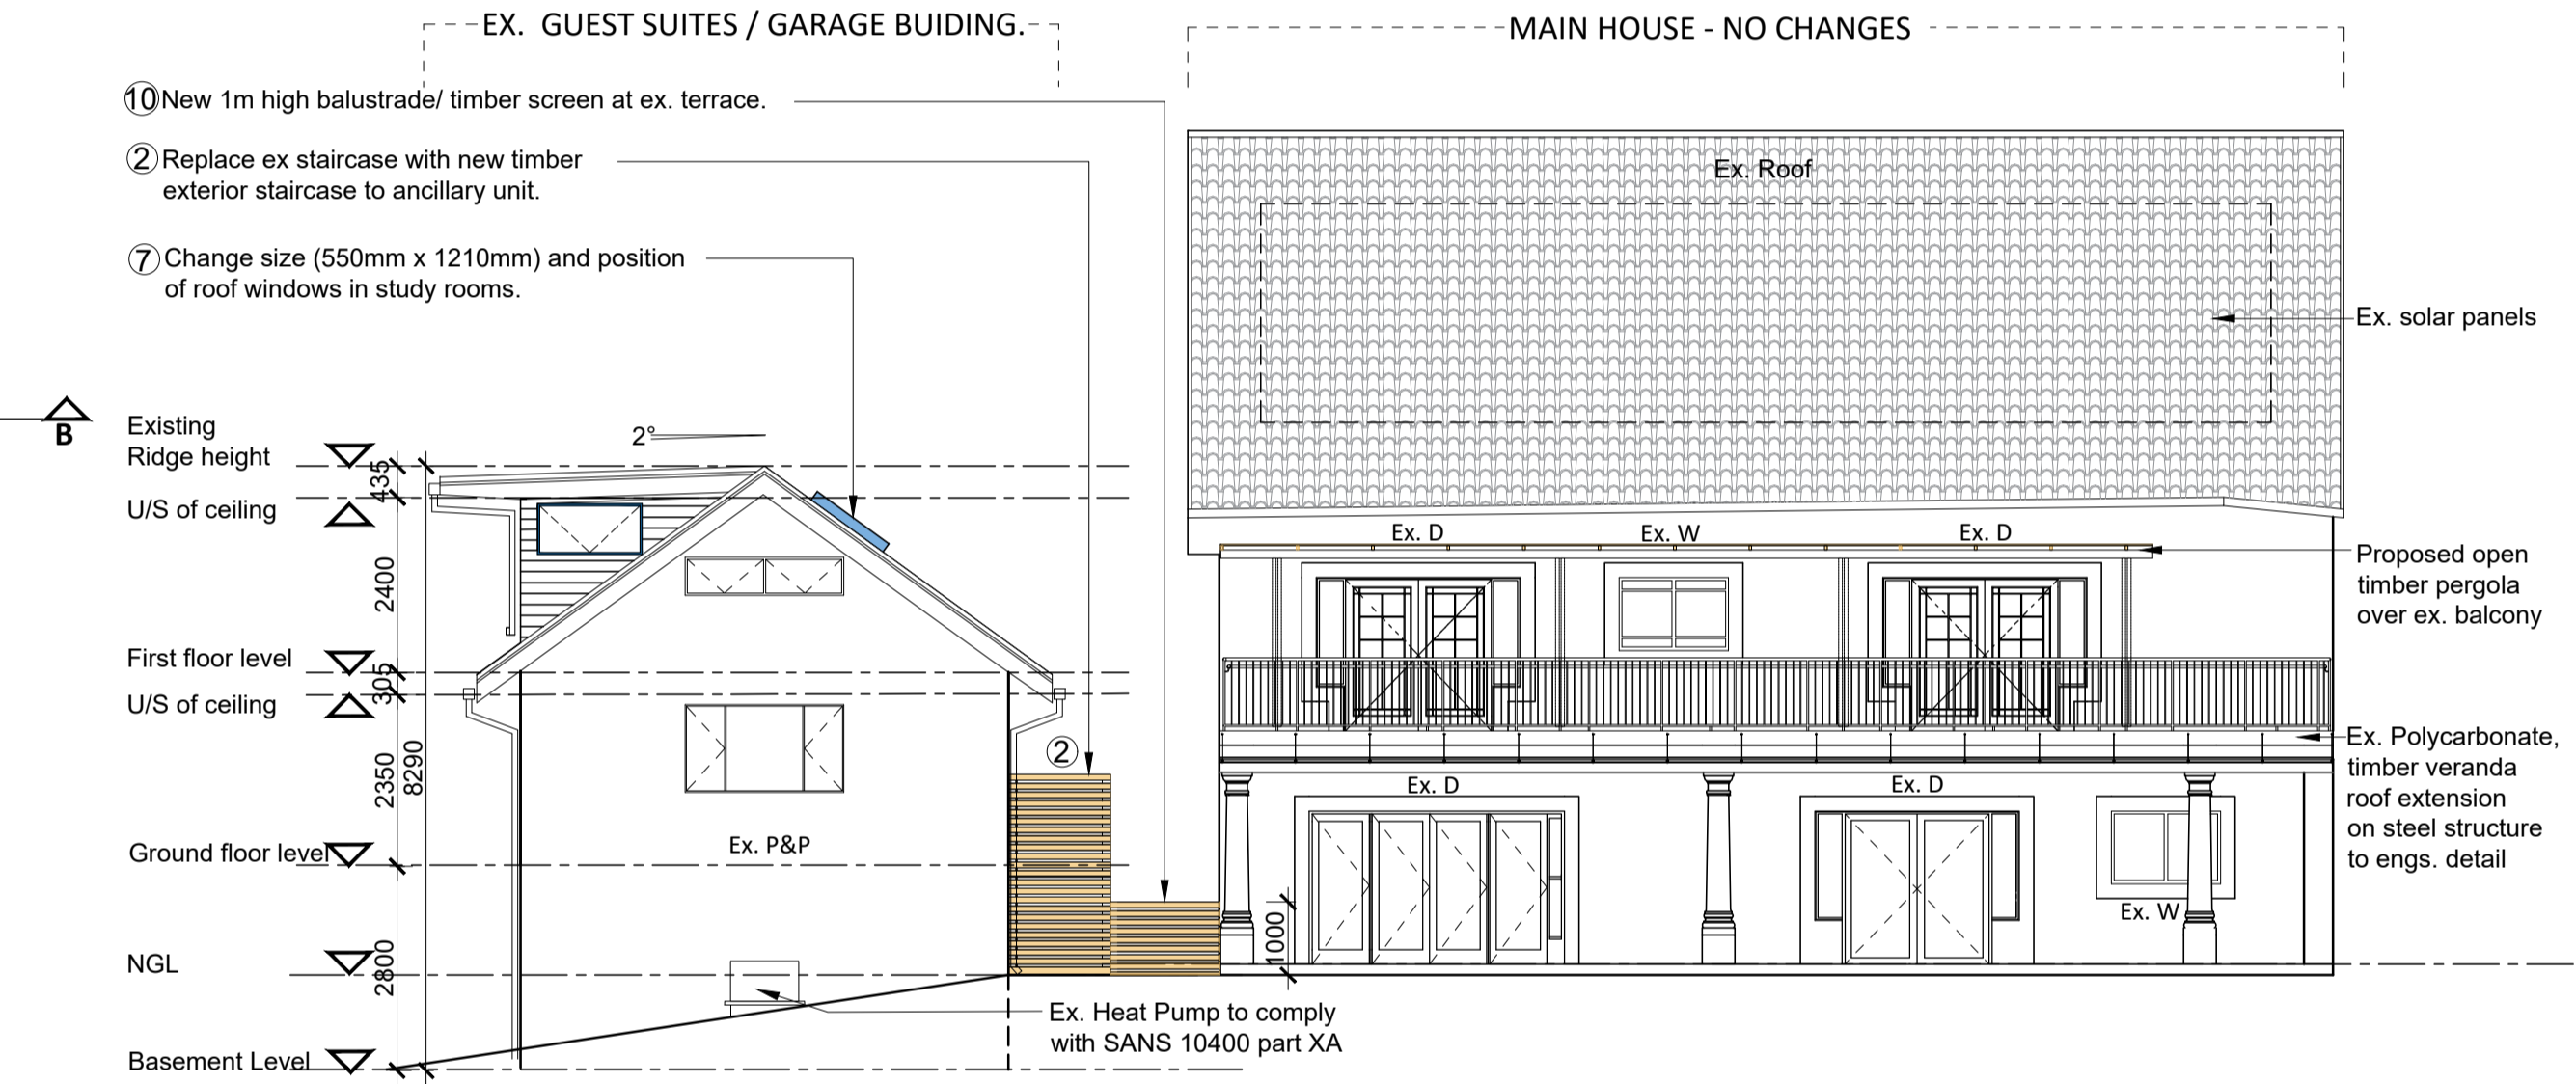 EX. GUEST SUITES / GARAGE BUIDING.
MAIN HOUSE - NO CHANGES
10 New 1m high balustrade/ timber screen at ex. terrace.
2 Replace ex staircase with new timber
exterior staircase to ancillary unit.
7 Change size (550mm x 1210mm) and position
of roof windows in study rooms.
Ex. Roof
Ex. solar panels
B
Existing
Ridge height
2°
435
U/S of ceiling
2400
First floor level
305
U/S of ceiling
2350
8290
Ground floor level
NGL
2800
Basement Level
Ex. P&P
2
Ex. Heat Pump to comply
with SANS 10400 part XA
Ex. D
Ex. W
Ex. D
Proposed open
timber pergola
over ex. balcony
Ex. Polycarbonate,
timber veranda
roof extension
on steel structure
to engs. detail
Ex. D
Ex. D
Ex. W
1000